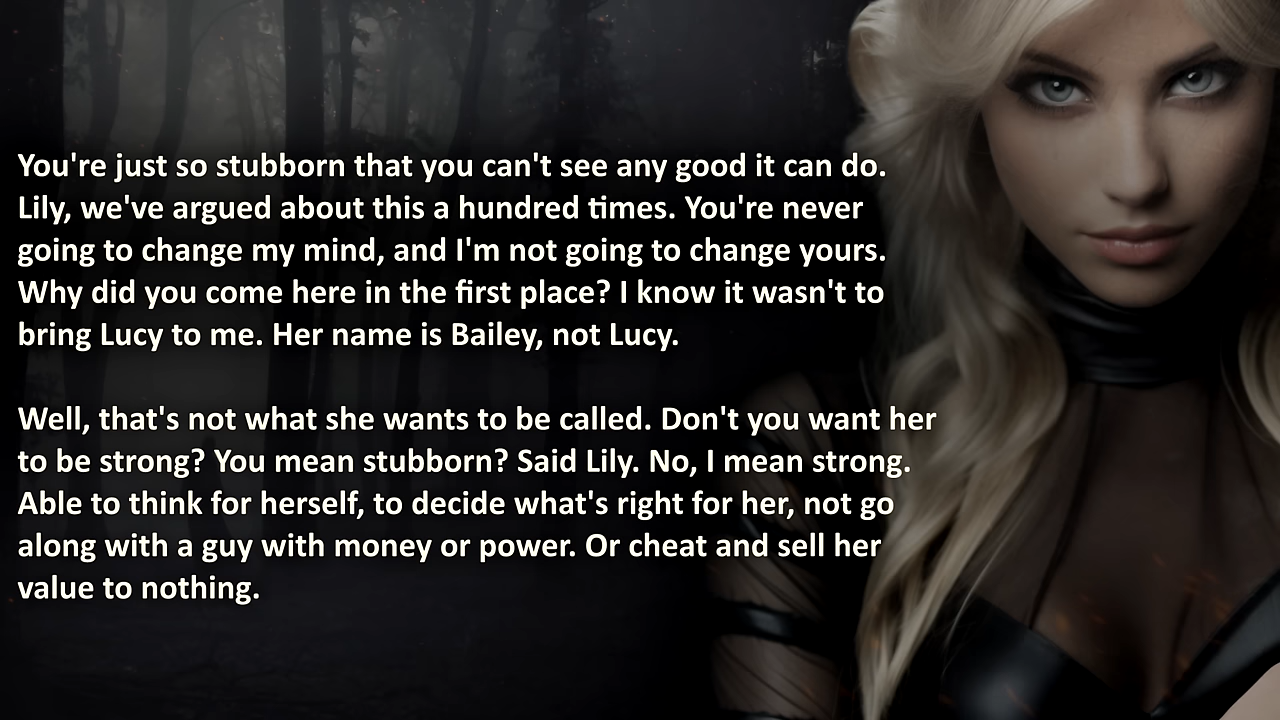 You're just so stubborn that you can't see any good it can do.
Lily, we've argued about this a hundred times. You're never
going to change my mind, and I'm not going to change yours.
Why did you come here in the first place? I know it wasn't to
bring Lucy to me. Her name is Bailey, not Lucy.
Well, that's not what she wants to be called. Don't you want her
to be strong? You mean stubborn? Said Lily. No, I mean strong.
Able to think for herself, to decide what's right for her, not go
along with a guy with money or power. Or cheat and sell her
value to nothing.